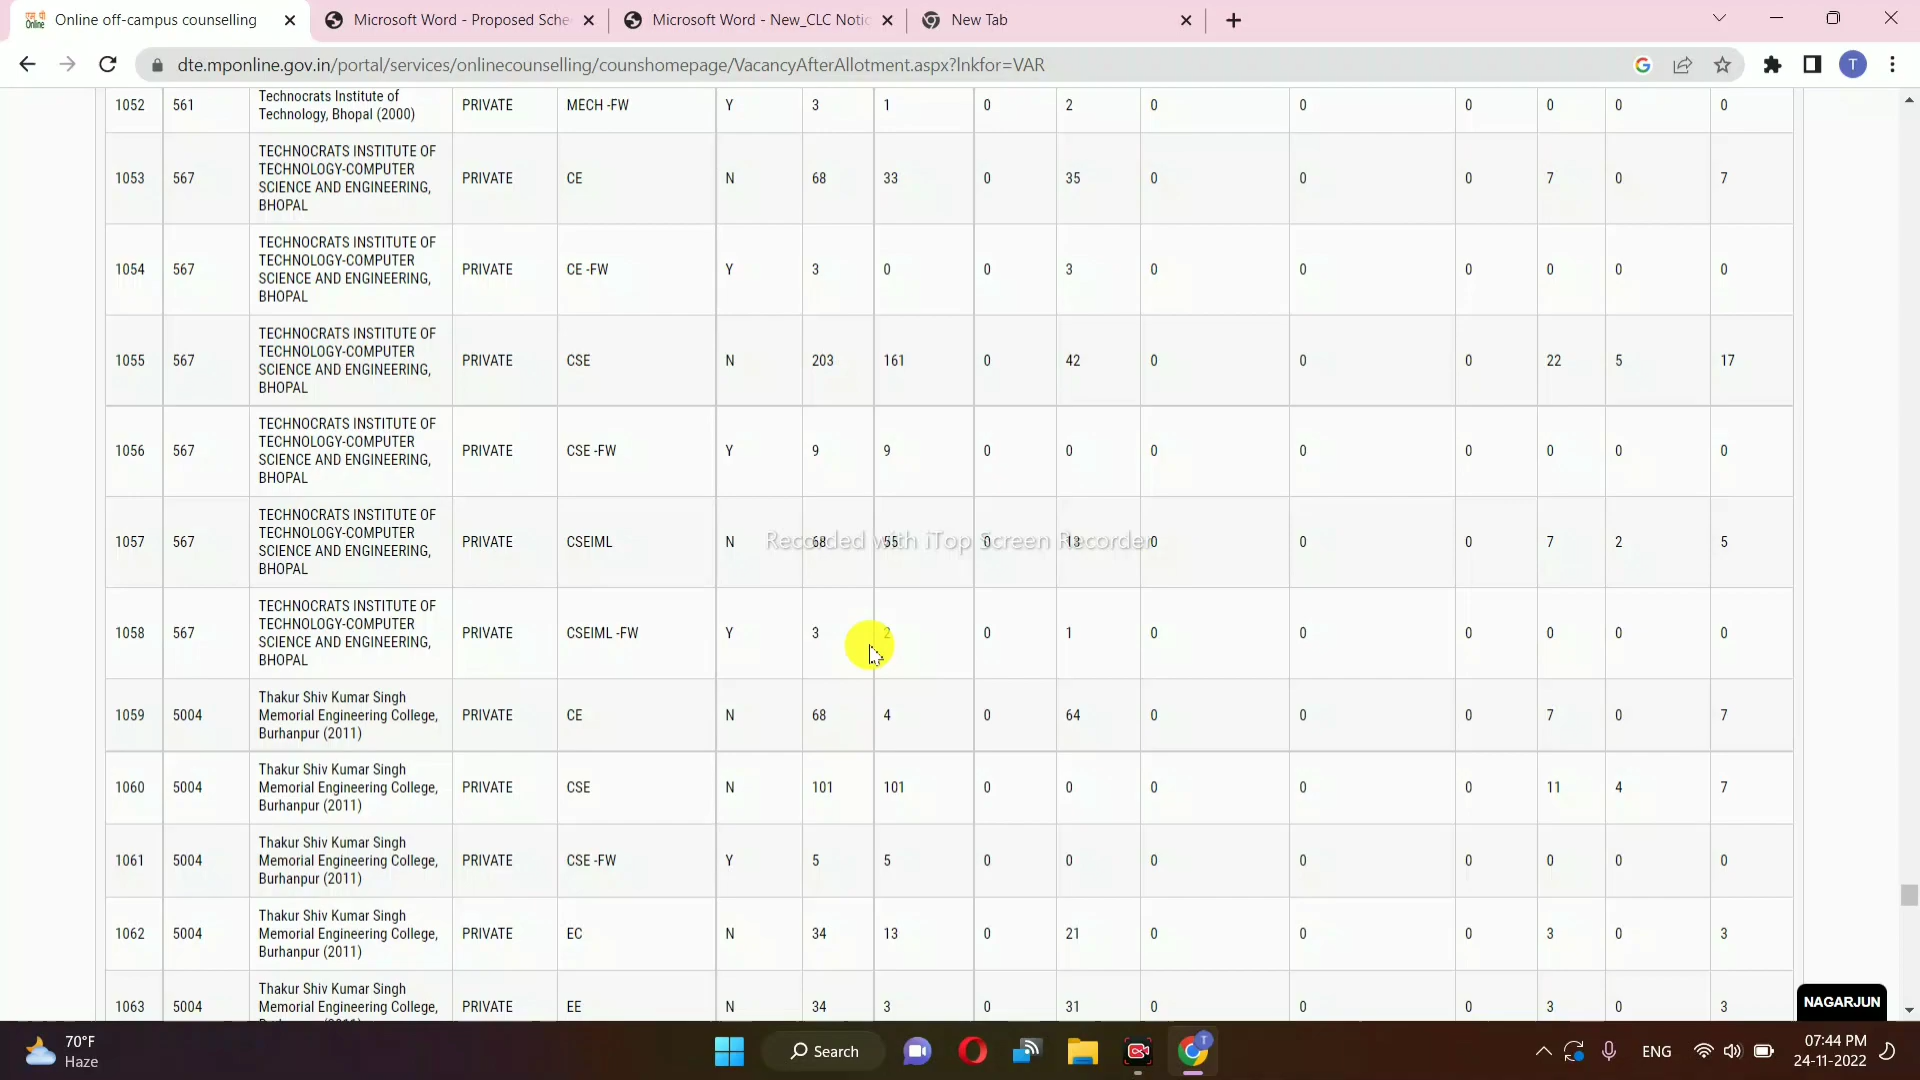 Online off-campus counselling
Microsoft Word - Proposed Sche
Microsoft Word - New_CLC Notic
New Tab
dte.mponline.gov.in/portal/services/onlinecounselling/counshomepage/VacancyAfterAllotment.aspx?lnkfor=VAR
T
1052 561 Technocrats Institute of Technology, Bhopal (2000) PRIVATE MECH -FW Y 3 1 0 2 0 0 0 0 0 0
1053 567 TECHNOCRATS INSTITUTE OF TECHNOLOGY-COMPUTER SCIENCE AND ENGINEERING, BHOPAL PRIVATE CE N 68 33 0 35 0 0 0 7 0 7
1054 567 TECHNOCRATS INSTITUTE OF TECHNOLOGY-COMPUTER SCIENCE AND ENGINEERING, BHOPAL PRIVATE CE -FW Y 3 0 0 3 0 0 0 0 0 0
1055 567 TECHNOCRATS INSTITUTE OF TECHNOLOGY-COMPUTER SCIENCE AND ENGINEERING, BHOPAL PRIVATE CSE N 203 161 0 42 0 0 0 22 5 17
1056 567 TECHNOCRATS INSTITUTE OF TECHNOLOGY-COMPUTER SCIENCE AND ENGINEERING, BHOPAL PRIVATE CSE -FW Y 9 9 0 0 0 0 0 0 0 0
1057 567 TECHNOCRATS INSTITUTE OF TECHNOLOGY-COMPUTER SCIENCE AND ENGINEERING, BHOPAL PRIVATE CSEIML N 68 55 0 13 0 0 0 7 2 5
Recorded with iTop Screen Recorder
1058 567 TECHNOCRATS INSTITUTE OF TECHNOLOGY-COMPUTER SCIENCE AND ENGINEERING, BHOPAL PRIVATE CSEIML -FW Y 3 2 0 1 0 0 0 0 0 0
1059 5004 Thakur Shiv Kumar Singh Memorial Engineering College, Burhanpur (2011) PRIVATE CE N 68 4 0 64 0 0 0 7 0 7
1060 5004 Thakur Shiv Kumar Singh Memorial Engineering College, Burhanpur (2011) PRIVATE CSE N 101 101 0 0 0 0 0 11 4 7
1061 5004 Thakur Shiv Kumar Singh Memorial Engineering College, Burhanpur (2011) PRIVATE CSE -FW Y 5 5 0 0 0 0 0 0 0 0
1062 5004 Thakur Shiv Kumar Singh Memorial Engineering College, Burhanpur (2011) PRIVATE EC N 34 13 0 21 0 0 0 3 0 3
1063 5004 Thakur Shiv Kumar Singh Memorial Engineering College, PRIVATE EE N 34 3 0 31 0 0 0 3 0 3
NAGARJUN
70°F
Haze
Search
T
ENG
07:44 PM
24-11-2022